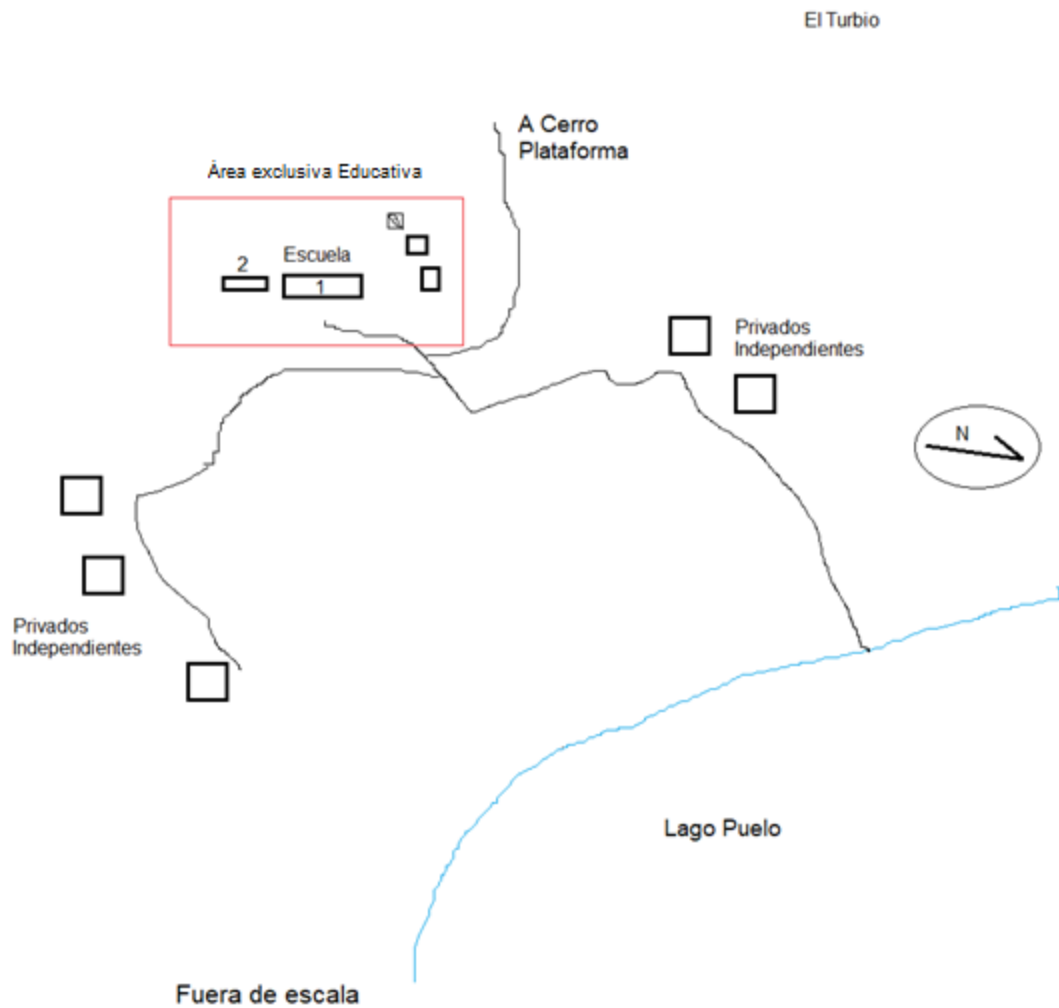 El Turbio
A Cerro
Plataforma
Área exclusiva Educativa
2
Escuela
1
Privados
Independientes
N
Privados
Independientes
Lago Puelo
Fuera de escala